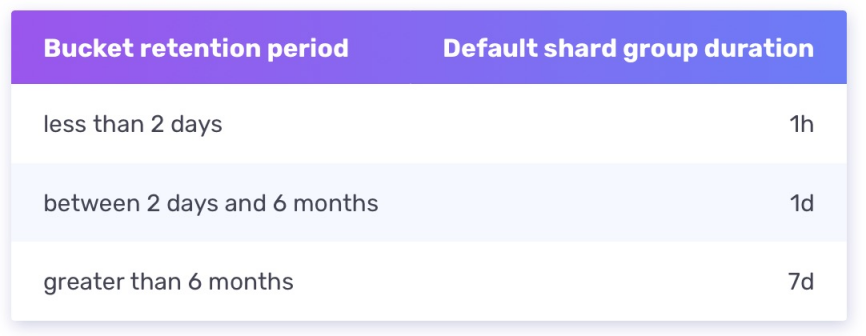 Bucket retention period Default shard group duration
less than 2 days 1h
between 2 days and 6 months 1d
greater than 6 months 7d